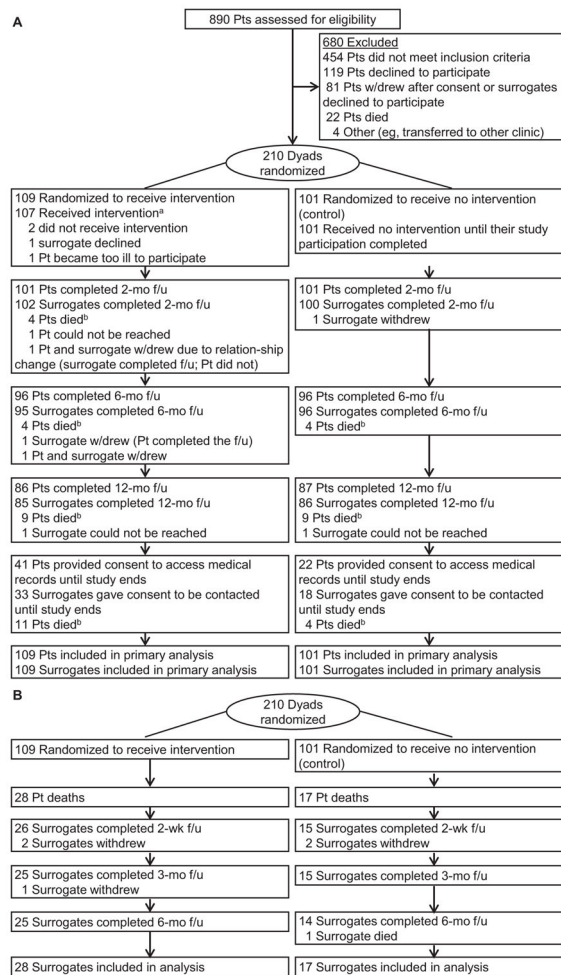 A
890 Pts assessed for eligibility
680 Excluded
454 Pts did not meet inclusion criteria
119 Pts declined to participate
81 Pts w/drew after consent or surrogates
declined to participate
22 Pts died
4 Other (eg, transferred to other clinic)
210 Dyads
randomized
109 Randomized to receive intervention
107 Received interventionᵃ
2 did not receive intervention
1 surrogate declined
1 Pt became too ill to participate
101 Randomized to receive no intervention
(control)
101 Received no intervention until their study
participation completed
101 Pts completed 2-mo f/u
102 Surrogates completed 2-mo f/u
4 Pts diedᵇ
1 Pt could not be reached
1 Pt and surrogate w/drew due to relation-ship
change (surrogate completed f/u; Pt did not)
101 Pts completed 2-mo f/u
100 Surrogates completed 2-mo f/u
1 Surrogate withdrew
96 Pts completed 6-mo f/u
95 Surrogates completed 6-mo f/u
4 Pts diedᵇ
1 Surrogate w/drew (Pt completed the f/u)
1 Pt and surrogate w/drew
96 Pts completed 6-mo f/u
96 Surrogates completed 6-mo f/u
4 Pts diedᵇ
86 Pts completed 12-mo f/u
85 Surrogates completed 12-mo f/u
9 Pts diedᵇ
1 Surrogate could not be reached
87 Pts completed 12-mo f/u
86 Surrogates completed 12-mo f/u
9 Pts diedᵇ
1 Surrogate could not be reached
41 Pts provided consent to access medical
records until study ends
33 Surrogates gave consent to be contacted
until study ends
11 Pts diedᵇ
22 Pts provided consent to access medical
records until study ends
18 Surrogates gave consent to be contacted
until study ends
4 Pts diedᵇ
109 Pts included in primary analysis
109 Surrogates included in primary analysis
101 Pts included in primary analysis
101 Surrogates included in primary analysis
B
210 Dyads
randomized
109 Randomized to receive intervention
101 Randomized to receive no intervention
(control)
28 Pt deaths
17 Pt deaths
26 Surrogates completed 2-wk f/u
2 Surrogates withdrew
15 Surrogates completed 2-wk f/u
2 Surrogates withdrew
25 Surrogates completed 3-mo f/u
1 Surrogate withdrew
15 Surrogates completed 3-mo f/u
25 Surrogates completed 6-mo f/u
14 Surrogates completed 6-mo f/u
1 Surrogate died
28 Surrogates included in analysis
17 Surrogates included in analysis